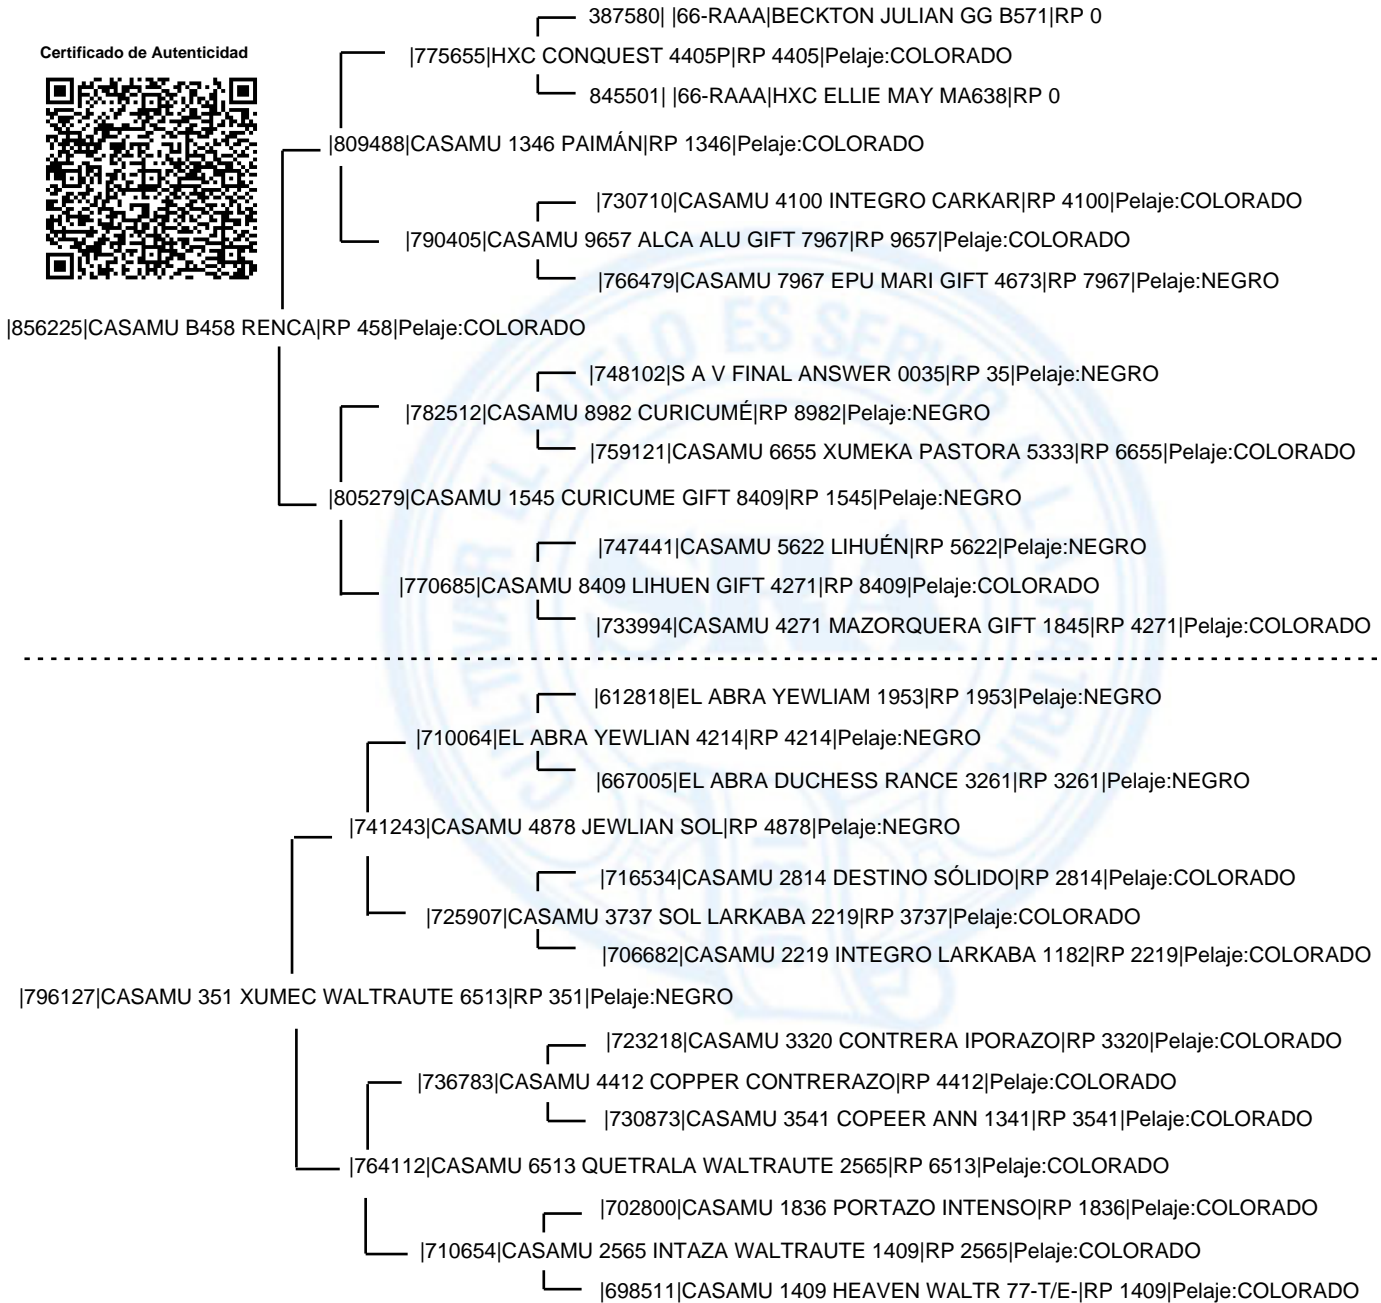 387580| |66-RAAA|BECKTON JULIAN GG B571|RP 0
Certificado de Autenticidad
|775655|HXC CONQUEST 4405P|RP 4405|Pelaje:COLORADO
845501| |66-RAAA|HXC ELLIE MAY MA638|RP 0
|809488|CASAMU 1346 PAIMÁN|RP 1346|Pelaje:COLORADO
|730710|CASAMU 4100 INTEGRO CARKAR|RP 4100|Pelaje:COLORADO
|790405|CASAMU 9657 ALCA ALU GIFT 7967|RP 9657|Pelaje:COLORADO
|766479|CASAMU 7967 EPU MARI GIFT 4673|RP 7967|Pelaje:NEGRO
|856225|CASAMU B458 RENCA|RP 458|Pelaje:COLORADO
|748102|S A V FINAL ANSWER 0035|RP 35|Pelaje:NEGRO
|782512|CASAMU 8982 CURICUMÉ|RP 8982|Pelaje:NEGRO
|759121|CASAMU 6655 XUMEKA PASTORA 5333|RP 6655|Pelaje:COLORADO
|805279|CASAMU 1545 CURICUME GIFT 8409|RP 1545|Pelaje:NEGRO
|747441|CASAMU 5622 LIHUÉN|RP 5622|Pelaje:NEGRO
|770685|CASAMU 8409 LIHUEN GIFT 4271|RP 8409|Pelaje:COLORADO
|733994|CASAMU 4271 MAZORQUERA GIFT 1845|RP 4271|Pelaje:COLORADO
|612818|EL ABRA YEWLIAM 1953|RP 1953|Pelaje:NEGRO
|710064|EL ABRA YEWLIAN 4214|RP 4214|Pelaje:NEGRO
|667005|EL ABRA DUCHESS RANCE 3261|RP 3261|Pelaje:NEGRO
|741243|CASAMU 4878 JEWLIAN SOL|RP 4878|Pelaje:NEGRO
|716534|CASAMU 2814 DESTINO SÓLIDO|RP 2814|Pelaje:COLORADO
|725907|CASAMU 3737 SOL LARKABA 2219|RP 3737|Pelaje:COLORADO
|706682|CASAMU 2219 INTEGRO LARKABA 1182|RP 2219|Pelaje:COLORADO
|796127|CASAMU 351 XUMEC WALTRAUTE 6513|RP 351|Pelaje:NEGRO
|723218|CASAMU 3320 CONTRERA IPORAZO|RP 3320|Pelaje:COLORADO
|736783|CASAMU 4412 COPPER CONTRERAZO|RP 4412|Pelaje:COLORADO
|730873|CASAMU 3541 COPEER ANN 1341|RP 3541|Pelaje:COLORADO
|764112|CASAMU 6513 QUETRALA WALTRAUTE 2565|RP 6513|Pelaje:COLORADO
|702800|CASAMU 1836 PORTAZO INTENSO|RP 1836|Pelaje:COLORADO
|710654|CASAMU 2565 INTAZA WALTRAUTE 1409|RP 2565|Pelaje:COLORADO
|698511|CASAMU 1409 HEAVEN WALTR 77-T/E-|RP 1409|Pelaje:COLORADO
CULTIVAR EL SUELO ES SERVIR A LA PATRIA
SRA
1866